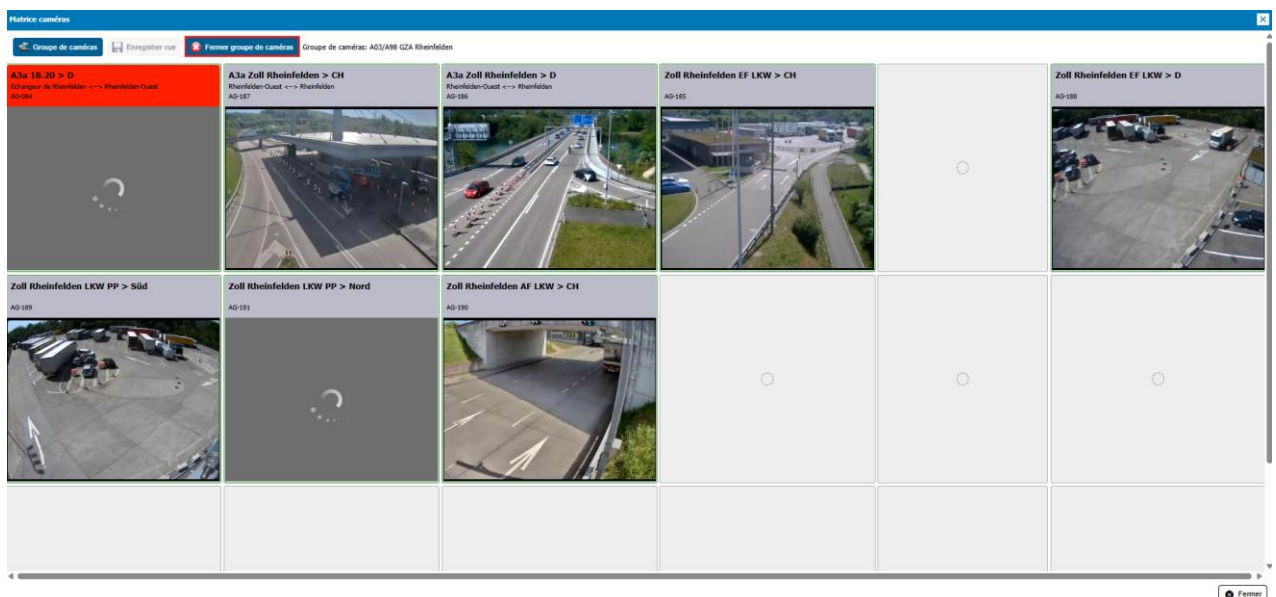 Matrice caméras
Groupe de caméras
Enregistrer vue
Fermer groupe de caméras
Groupe de caméras: A03/A98 GZA Rheinfelden
A3a 18.20 > D
Echangeur de Rheinfelden <--> Rheinfelden-Ouest
AG-084
A3a Zoll Rheinfelden > CH
Rheinfelden-Ouest <--> Rheinfelden
AG-187
A3a Zoll Rheinfelden > D
Rheinfelden-Ouest <--> Rheinfelden
AG-186
Zoll Rheinfelden EF LKW > CH
AG-185
Zoll Rheinfelden EF LKW > D
AG-188
Zoll Rheinfelden LKW PP > Süd
AG-189
Zoll Rheinfelden LKW PP > Nord
AG-191
Zoll Rheinfelden AF LKW > CH
AG-190
Fermer